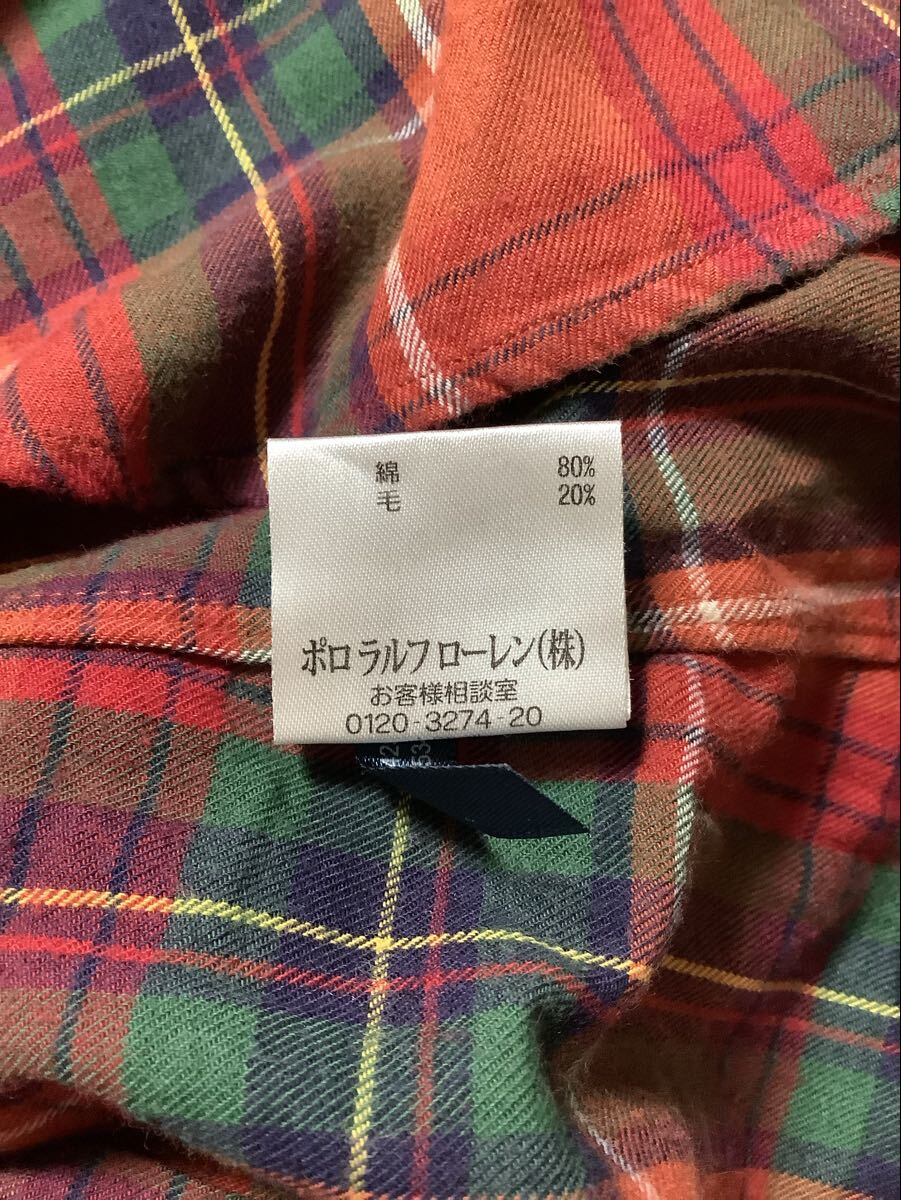 綿 80%
毛 20%
ポロ ラルフ ローレン(株)
お客様相談室
0120-3274-20